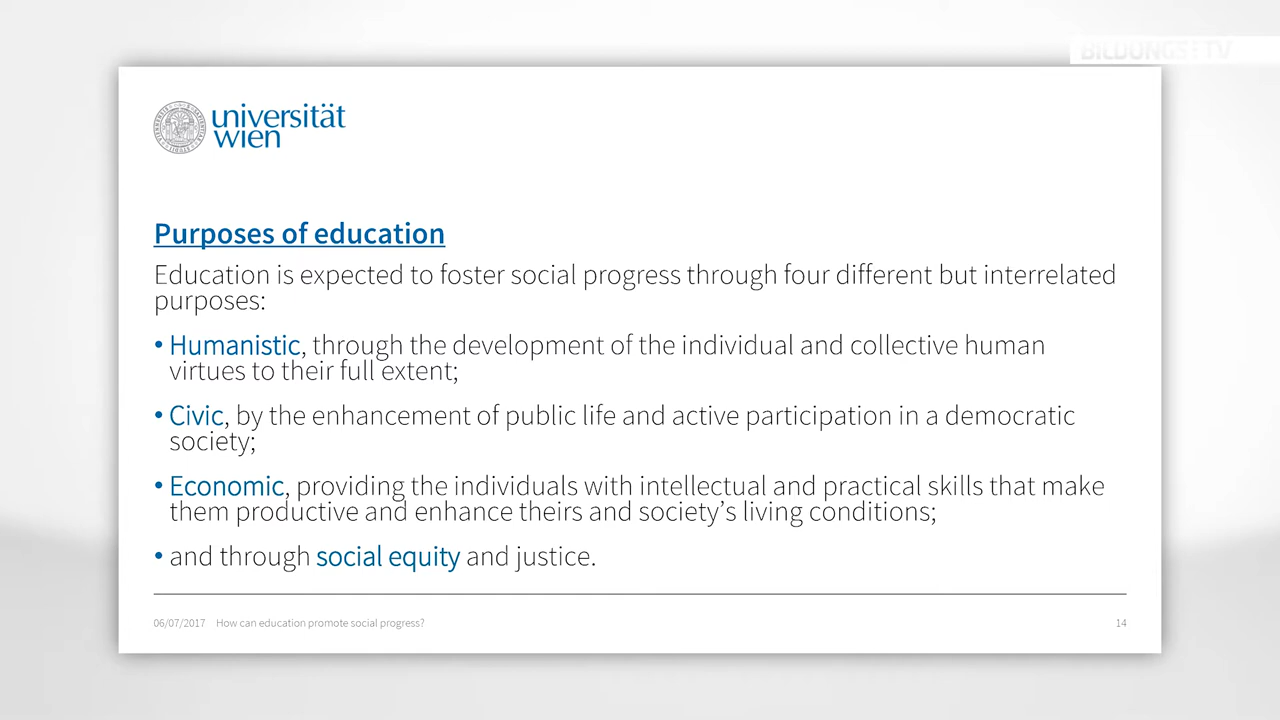 BILDUNGS-TV
universität
wien
Purposes of education
Education is expected to foster social progress through four different but interrelated
purposes:
• Humanistic, through the development of the individual and collective human
virtues to their full extent;
• Civic, by the enhancement of public life and active participation in a democratic
society;
• Economic, providing the individuals with intellectual and practical skills that make
them productive and enhance theirs and society’s living conditions;
• and through social equity and justice.
06/07/2017 How can education promote social progress? 14